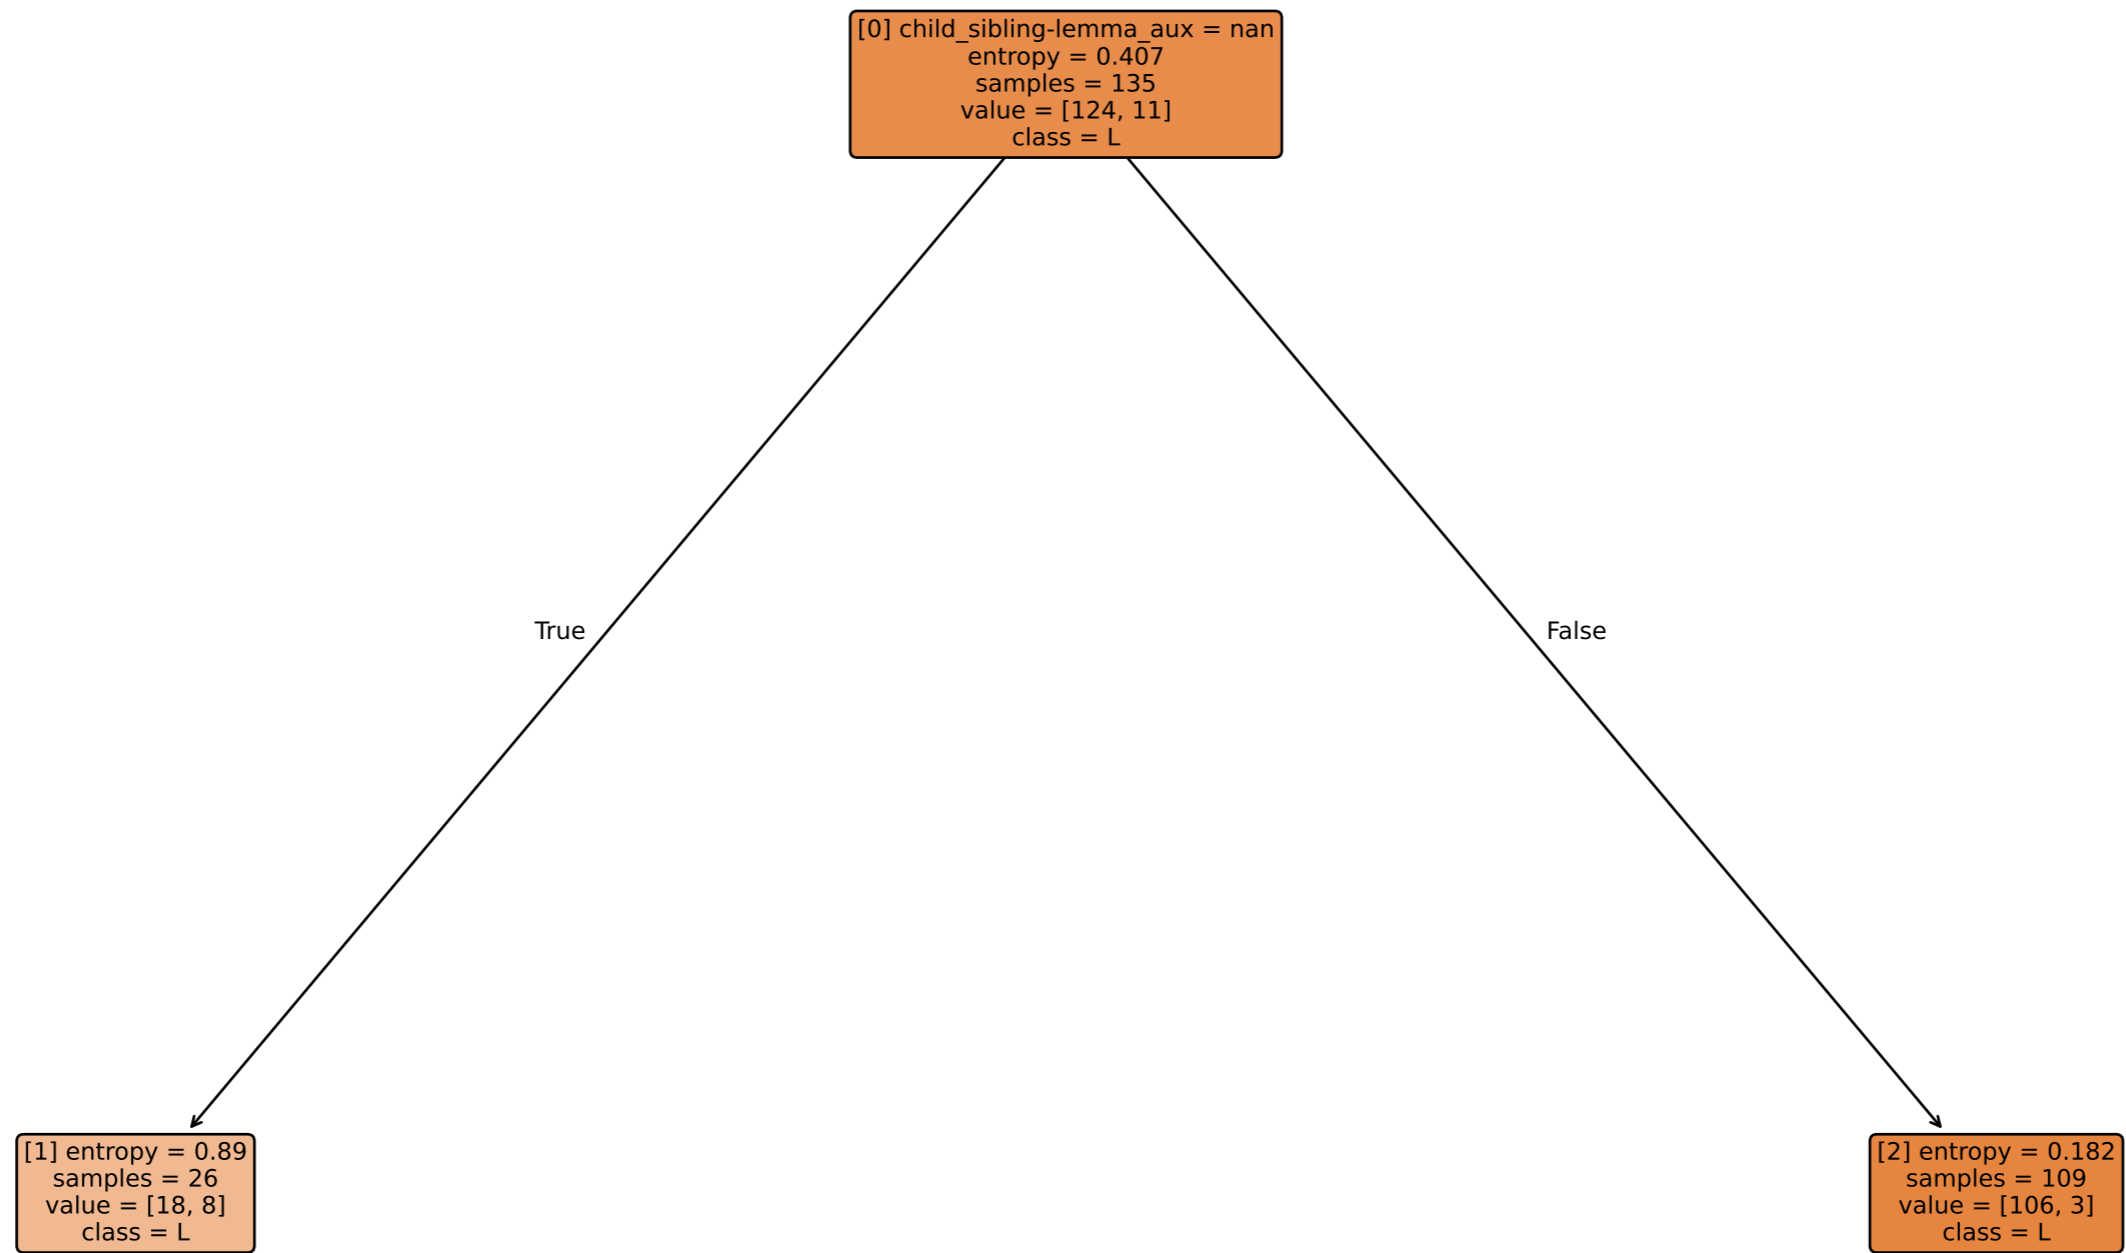 [0] child_sibling-lemma_aux = nan
entropy = 0.407
samples = 135
value = [124, 11]
class = L
True
False
[1] entropy = 0.89
samples = 26
value = [18, 8]
class = L
[2] entropy = 0.182
samples = 109
value = [106, 3]
class = L